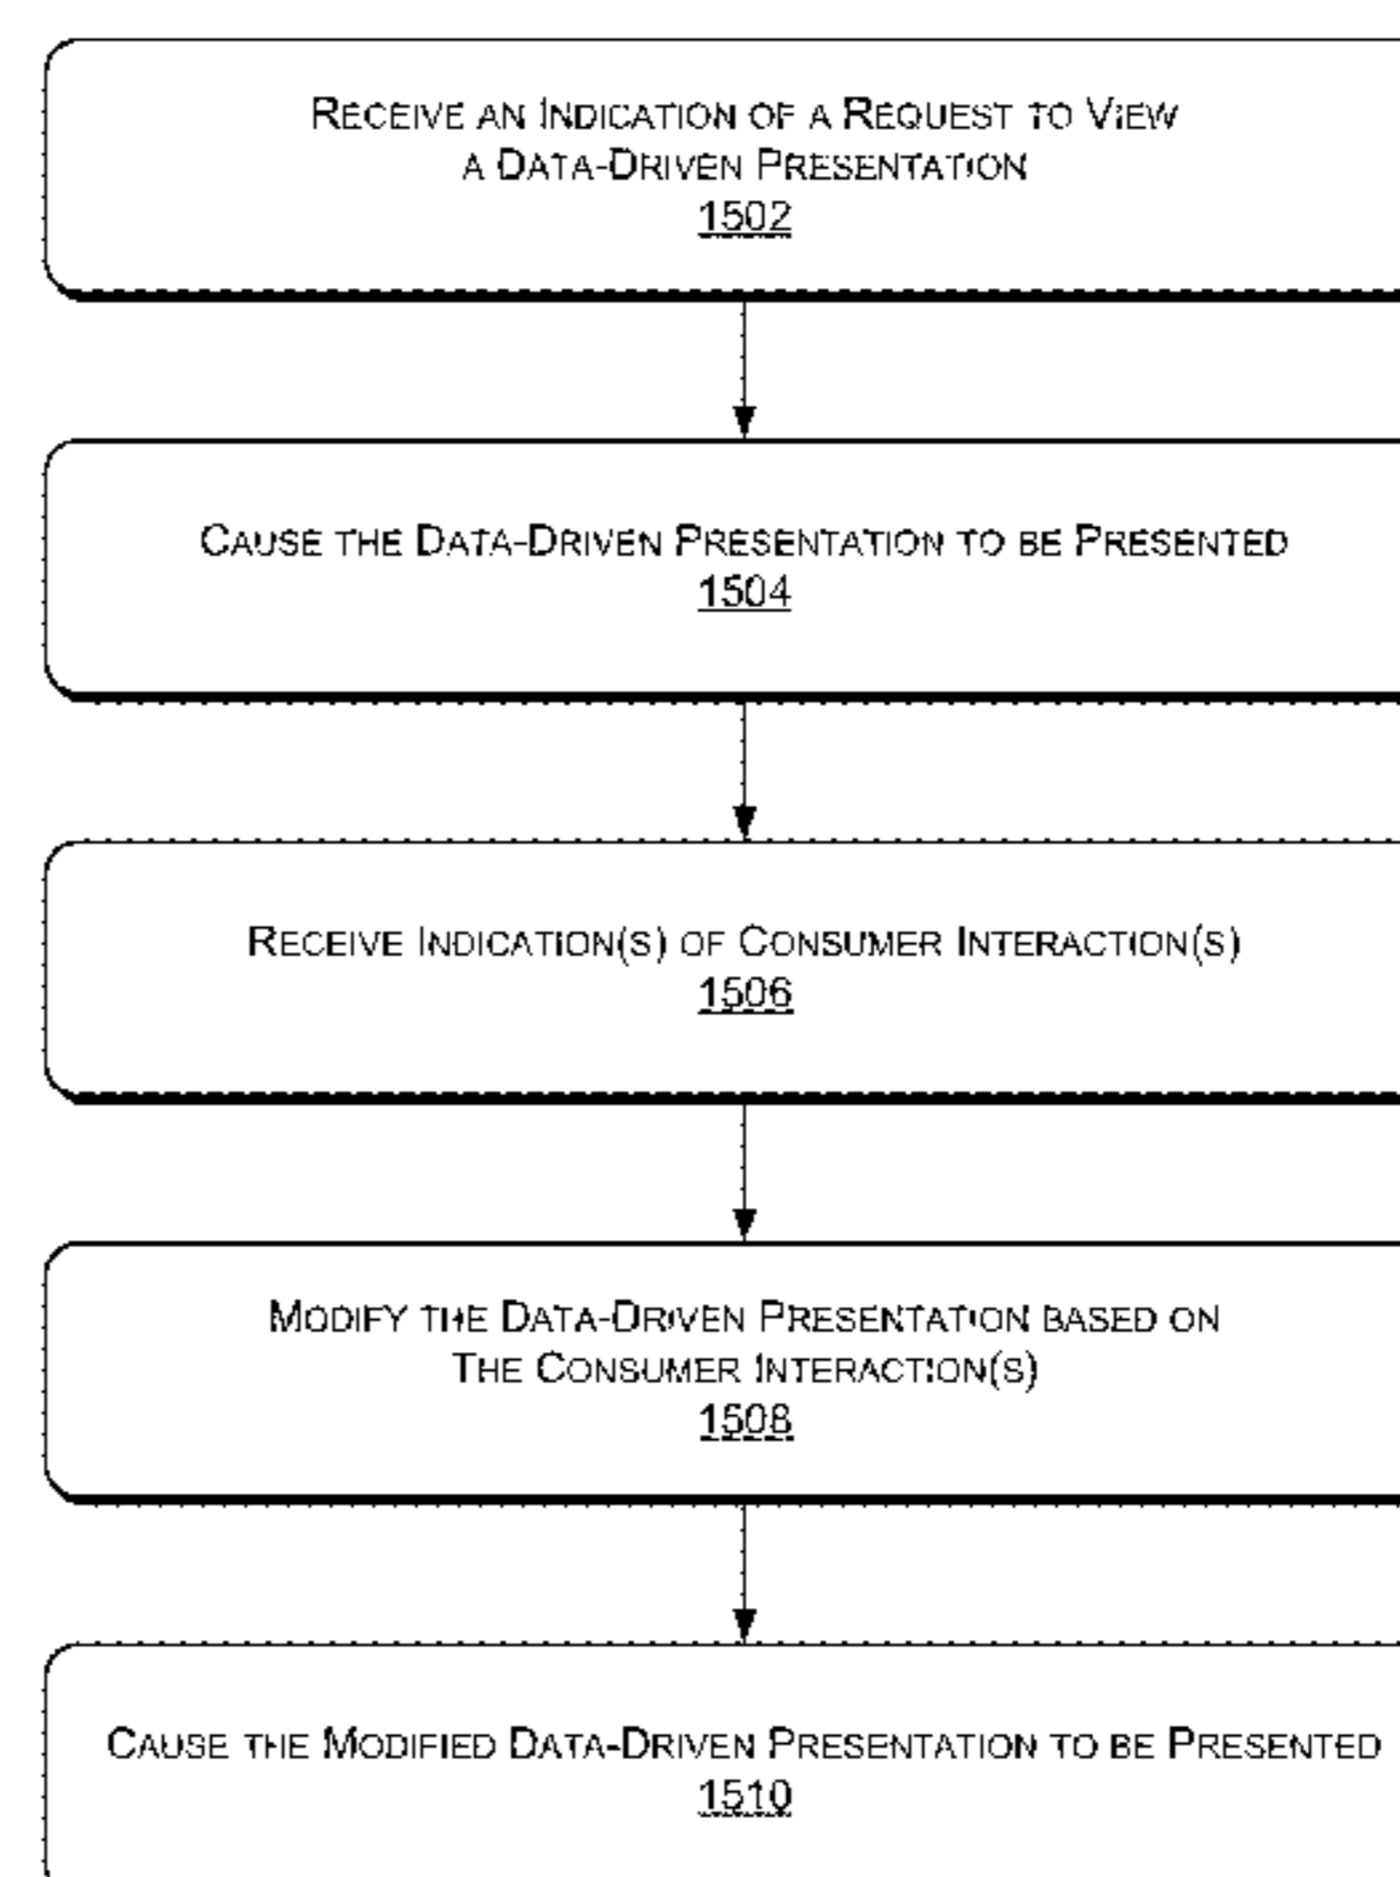 RECEIVE AN INDICATION OF A REQUEST TO VIEW
A DATA-DRIVEN PRESENTATION
1502
CAUSE THE DATA-DRIVEN PRESENTATION TO BE PRESENTED
1504
RECEIVE INDICATION(S) OF CONSUMER INTERACTION(S)
1506
MODIFY THE DATA-DRIVEN PRESENTATION BASED ON
THE CONSUMER INTERACTION(S)
1508
CAUSE THE MODIFIED DATA-DRIVEN PRESENTATION TO BE PRESENTED
1510